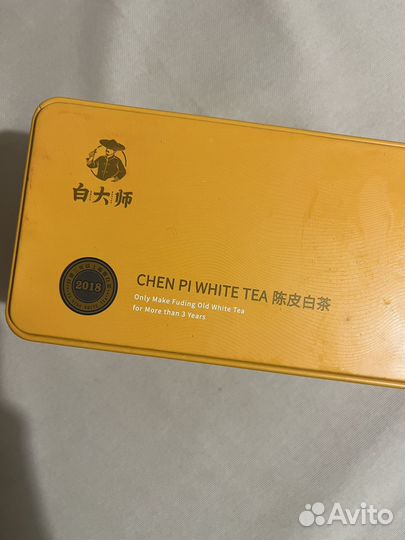 白大师
2018
CHEN PI WHITE TEA 陈皮白茶
Only Make Fuding Old White Tea
for More than 3 Years
Avito